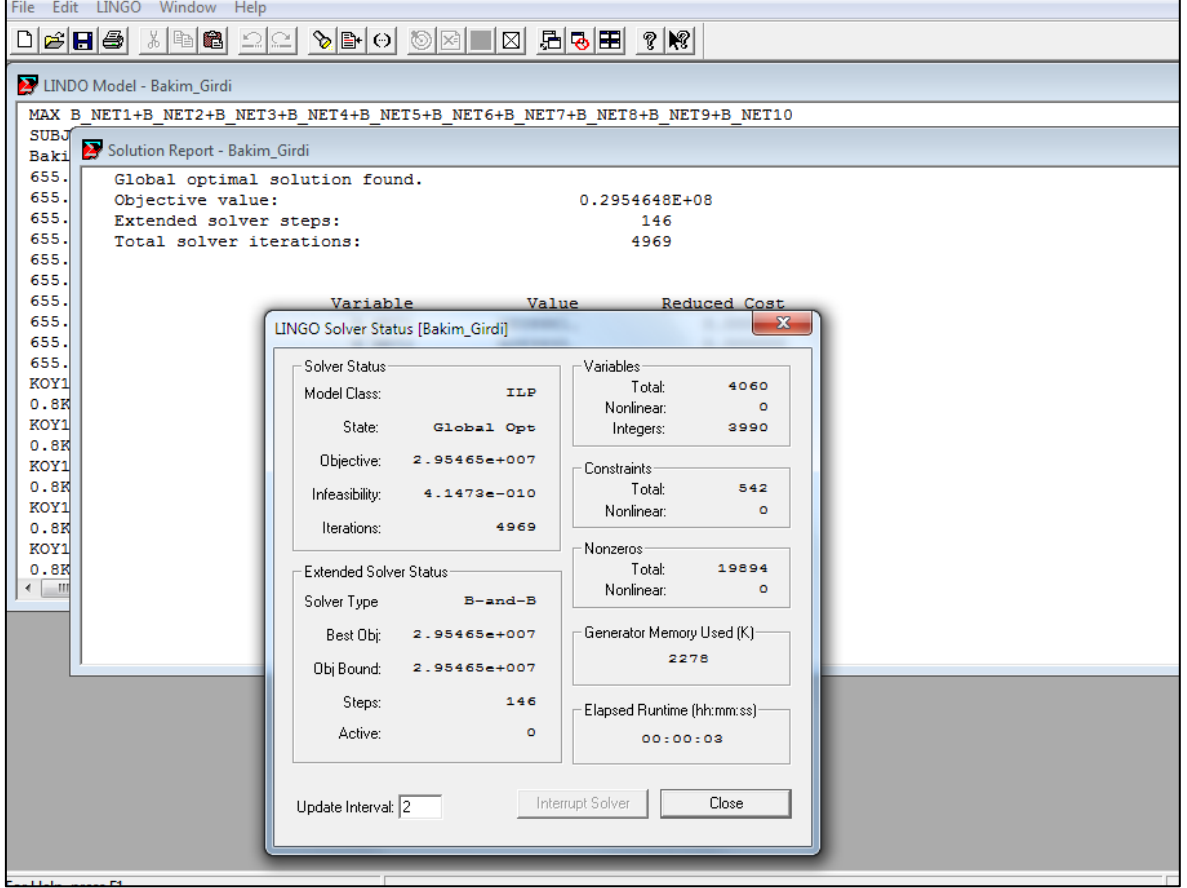 File Edit LINGO Window Help
LINDO Model - Bakim_Girdi
MAX B_NET1+B_NET2+B_NET3+B_NET4+B_NET5+B_NET6+B_NET7+B_NET8+B_NET9+B_NET10
SUBJ
Baki
655.
655.
655.
655.
655.
655.
655.
655.
655.
655.
KOY1
0.8K
KOY1
0.8K
KOY1
0.8K
KOY1
0.8K
KOY1
0.8K
Solution Report - Bakim_Girdi
Global optimal solution found.
Objective value: 0.2954648E+08
Extended solver steps: 146
Total solver iterations: 4969
Variable Value Reduced Cost
LINGO Solver Status [Bakim_Girdi]
Solver Status
Model Class: ILP
State: Global Opt
Objective: 2.95465e+007
Infeasibility: 4.1473e-010
Iterations: 4969
Extended Solver Status
Solver Type B-and-B
Best Obj: 2.95465e+007
Obj Bound: 2.95465e+007
Steps: 146
Active: 0
Variables
Total: 4060
Nonlinear: 0
Integers: 3990
Constraints
Total: 542
Nonlinear: 0
Nonzeros
Total: 19894
Nonlinear: 0
Generator Memory Used (K)
2278
Elapsed Runtime (hh:mm:ss)
00:00:03
Update Interval: 2
Interrupt Solver
Close